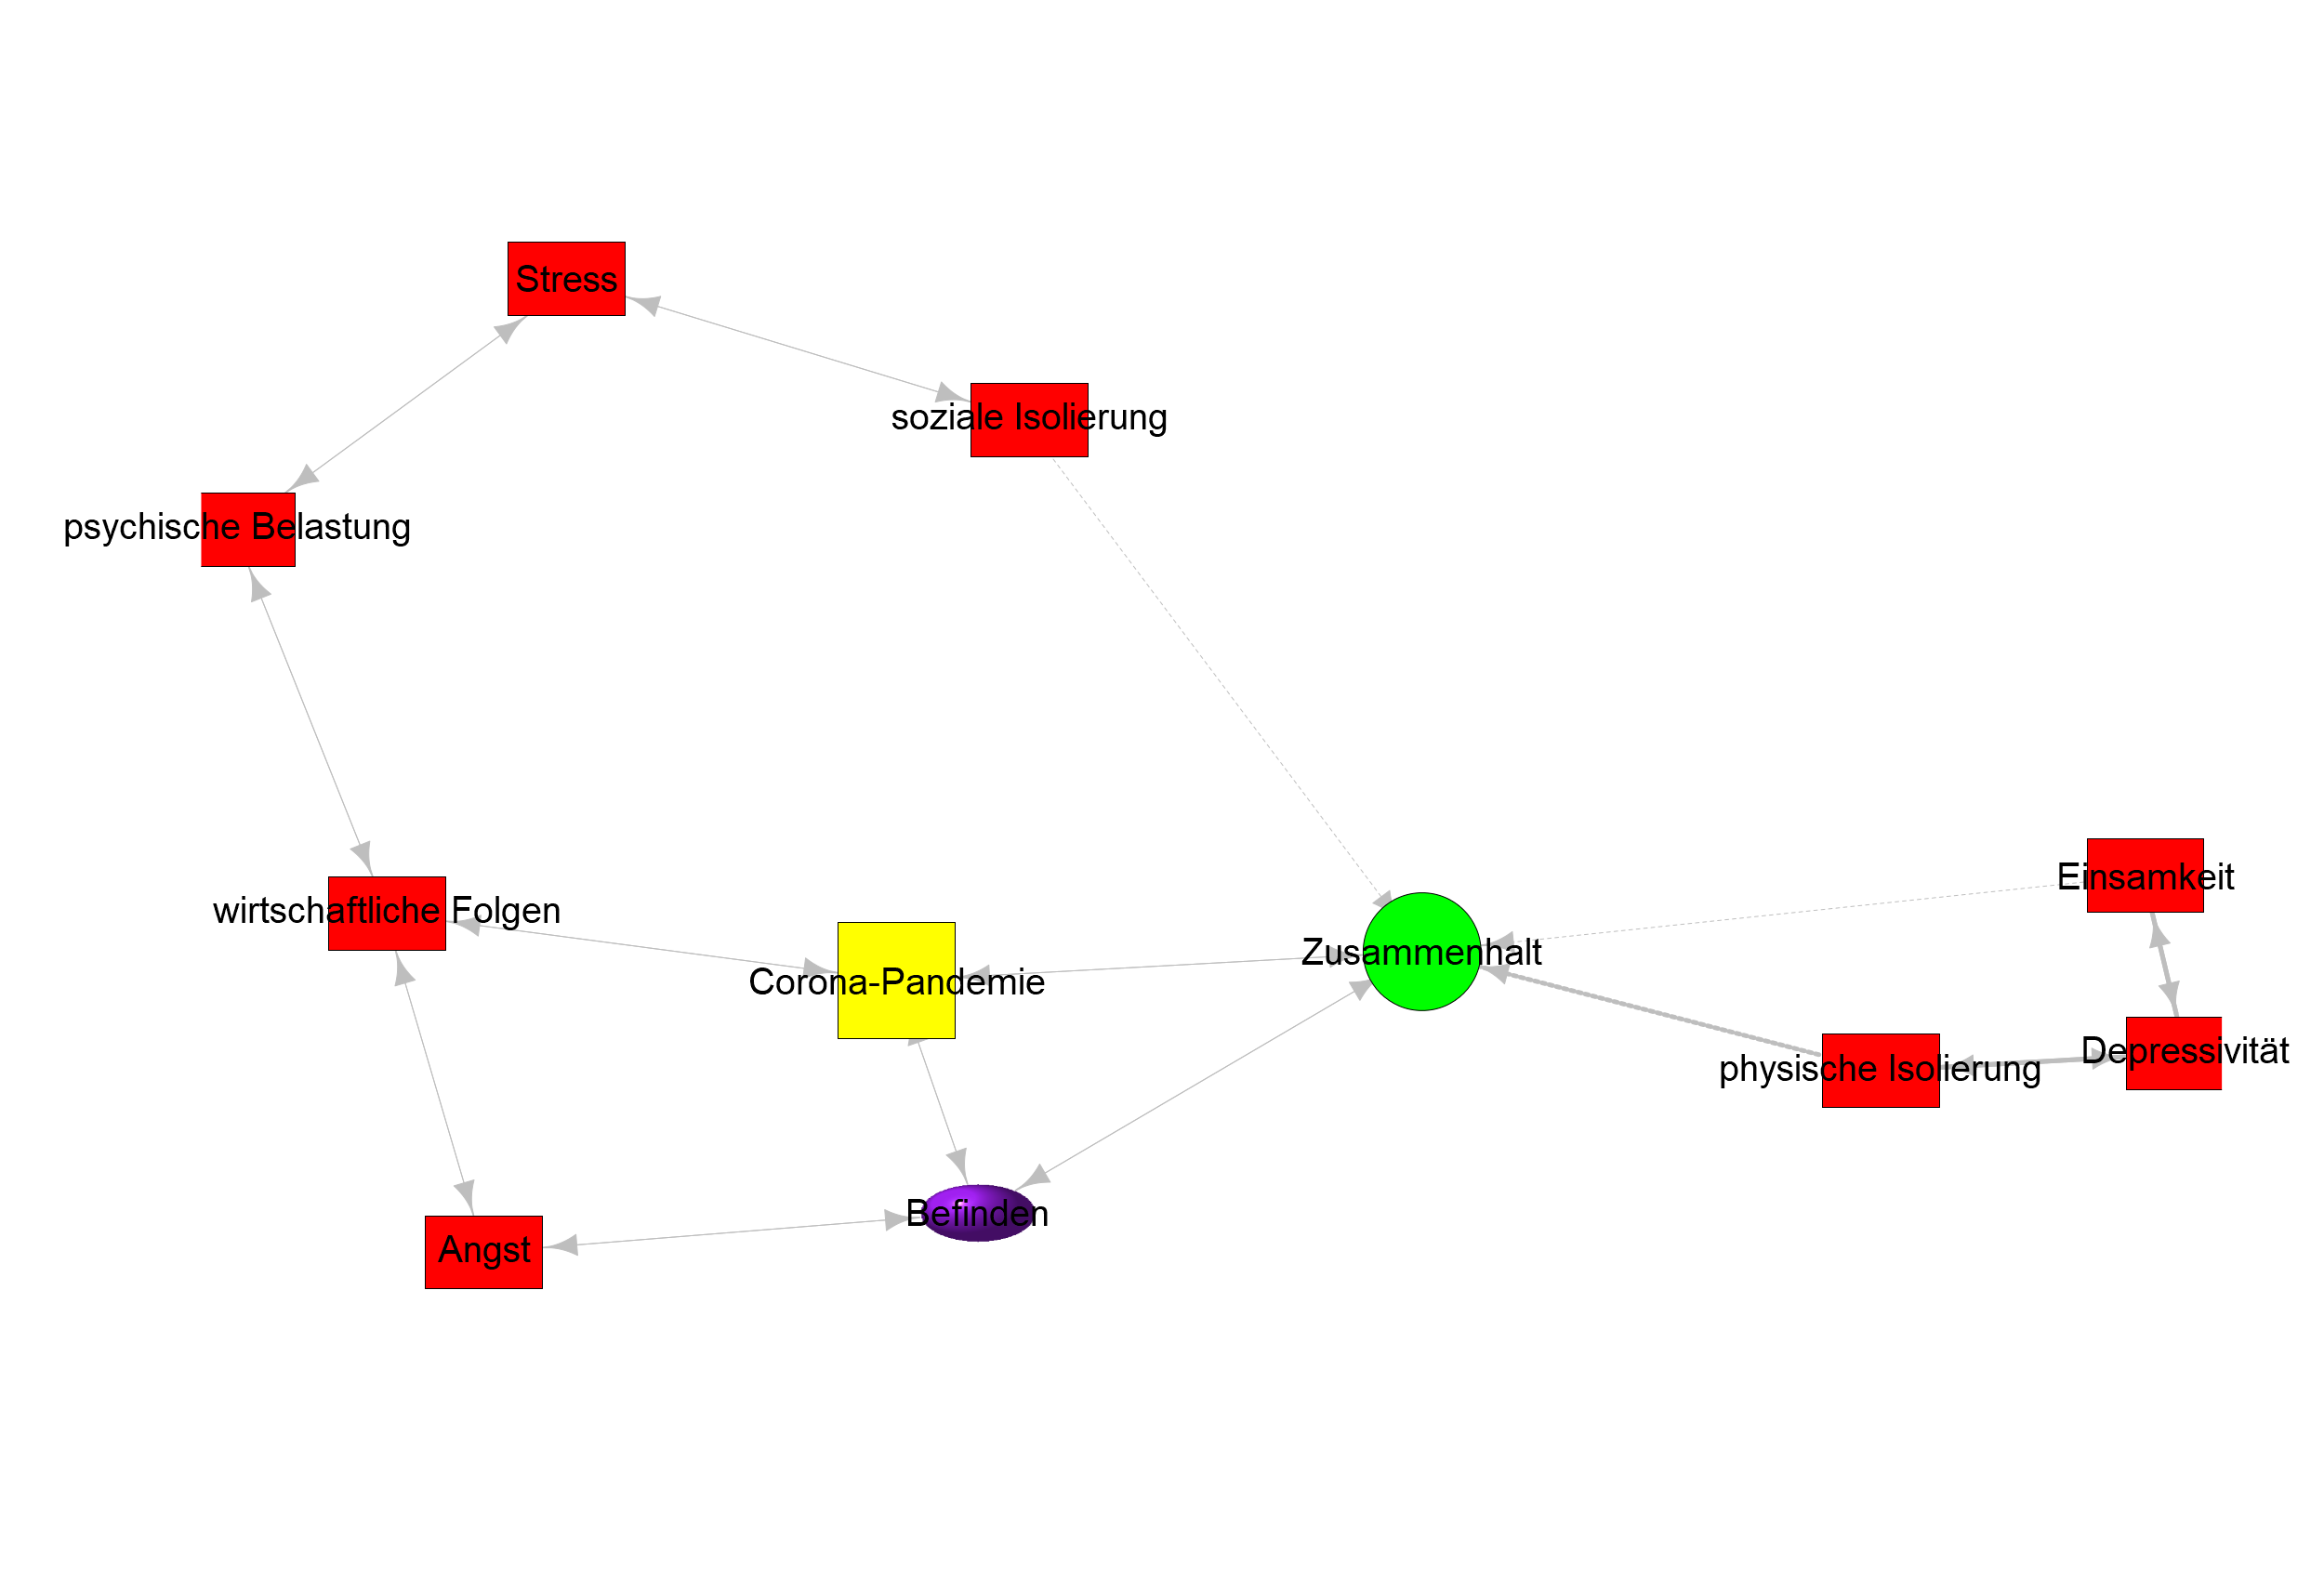 Stress
soziale Isolierung
psychische Belastung
Einsamkeit
wirtschaftliche Folgen
Zusammenhalt
Corona-Pandemie
Depressivität
physische Isolierung
Befinden
Angst